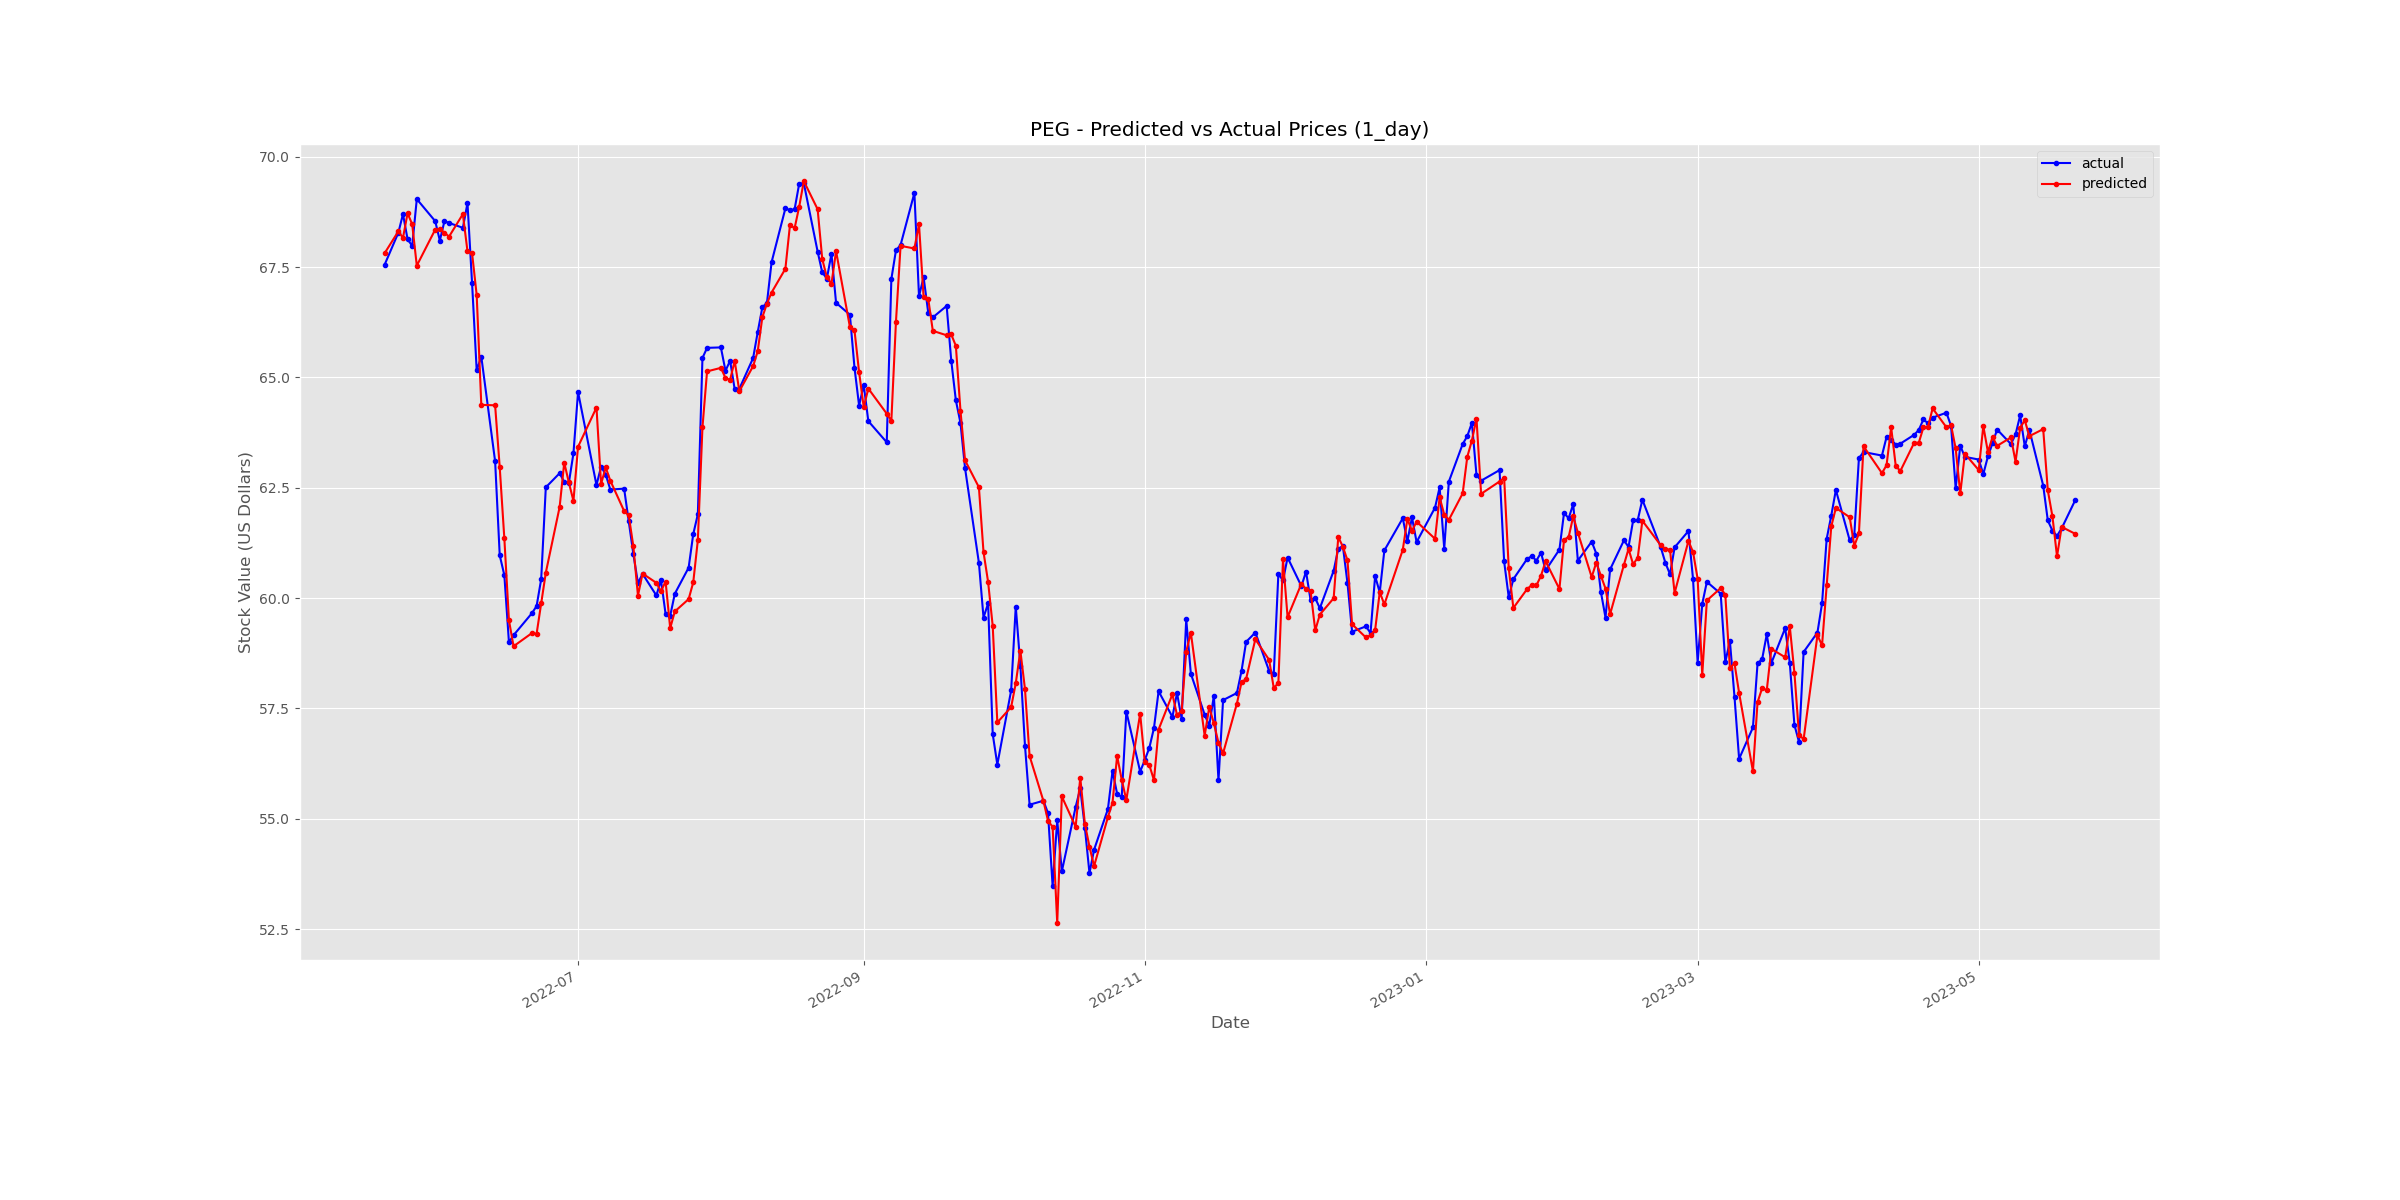 PEG - Predicted vs Actual Prices (1_day)
actual
predicted
70.0
67.5
65.0
62.5
60.0
57.5
55.0
52.5
Stock Value (US Dollars)
2022-07
2022-09
2022-11
2023-01
2023-03
2023-05
Date